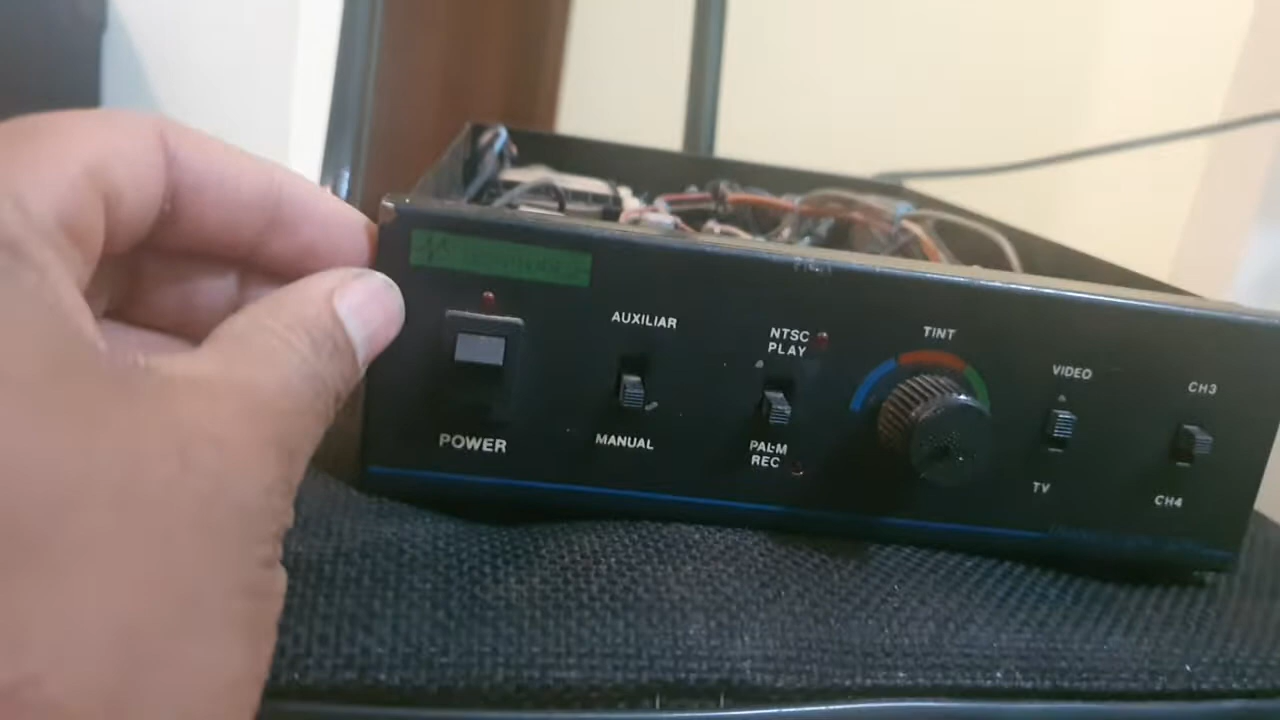 AUXILIAR
NTSC
PLAY
TINT
VIDEO
CH3
POWER
MANUAL
PAL-M
REC
TV
CH4